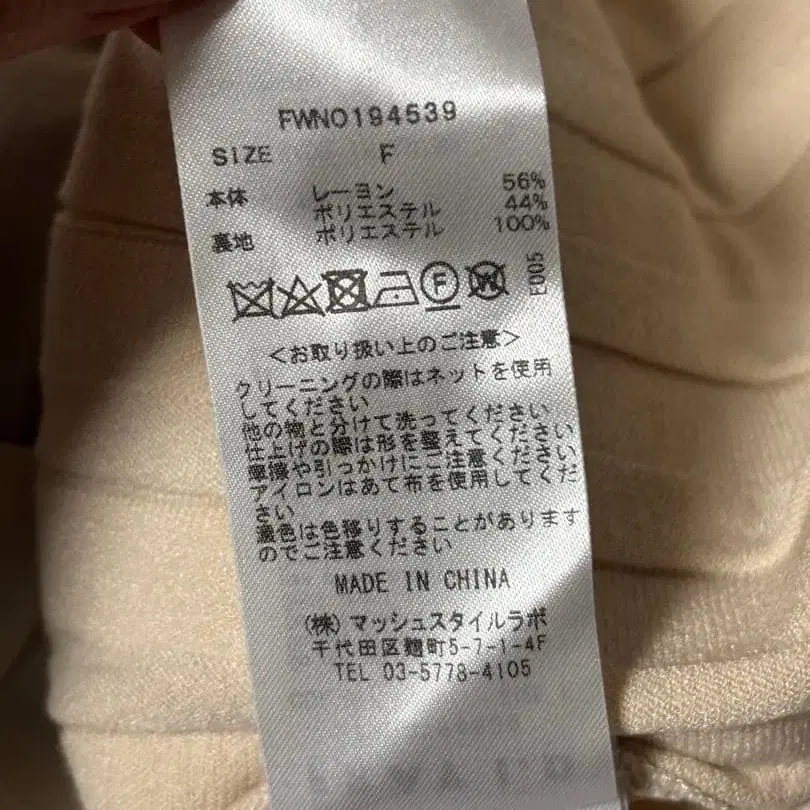 FWNO194539
SIZE F
本体 レーヨン 56%
ポリエステル 44%
裏地 ポリエステル 100%
F W E005
<お取り扱い上のご注意>
クリーニングの際はネットを使用
してください
他の物と分けて洗ってください
仕上げの際は形を整えてください
摩擦や引っかけにご注意ください
アイロンはあて布を使用してくだ
さい
濃色は色移りすることがあります
のでご注意ください
MADE IN CHINA
(株)マッシュスタイルラボ
千代田区麹町5-7-1-4F
TEL 03-5778-4105